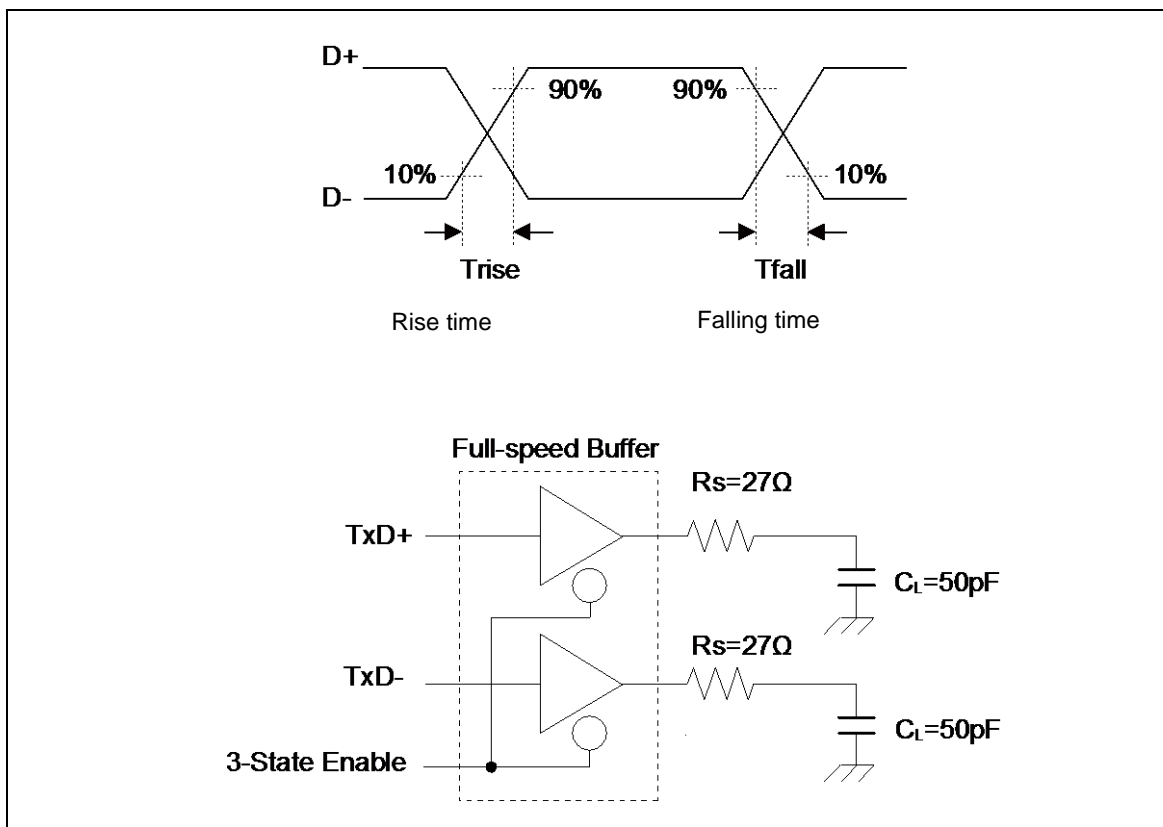 D+
90% 90%
10% 10%
D-
Trise Tfall
Rise time Falling time
Full-speed Buffer
Rs=27Ω
TxD+
CL=50pF
Rs=27Ω
TxD-
CL=50pF
3-State Enable